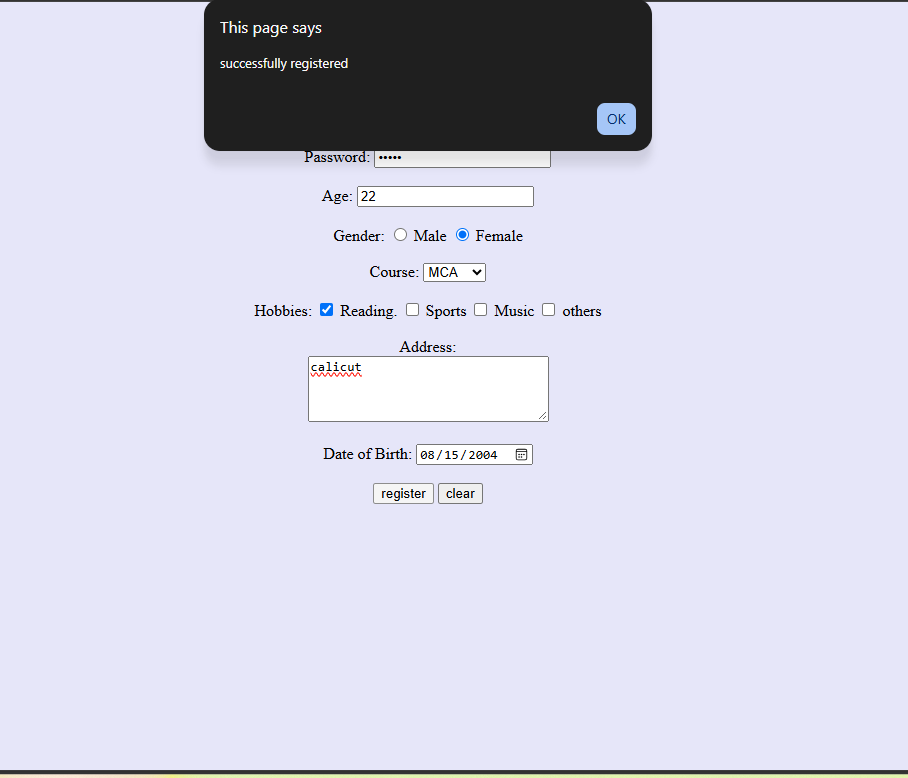 This page says
successfully registered
OK
Password: •••••
Age: 22
Gender: Male Female
Course: MCA
Hobbies: Reading. Sports Music others
Address:
calicut
Date of Birth: 08/15/2004
register clear